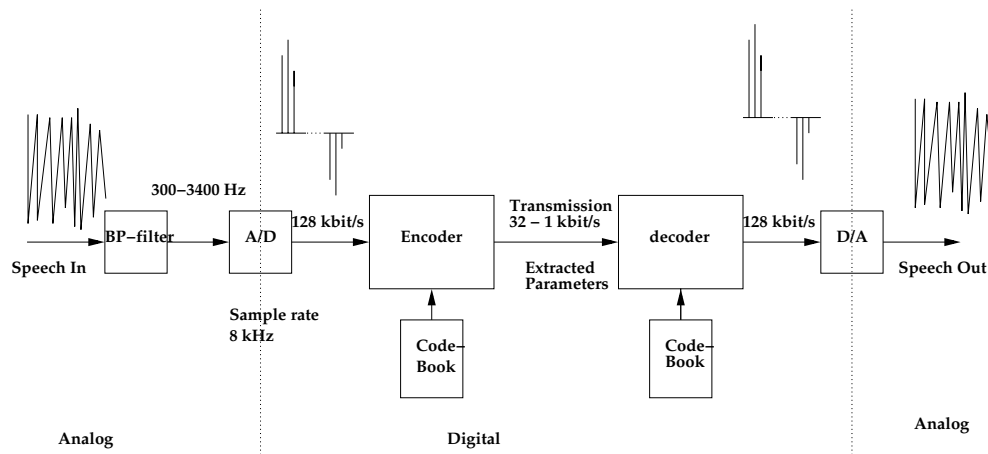 300–3400 Hz
BP–filter
Speech In
A/D
Sample rate
8 kHz
128 kbit/s
Encoder
Code–
Book
Transmission
32 – 1 kbit/s
Extracted
Parameters
decoder
Code–
Book
128 kbit/s
D/A
Speech Out
Analog
Digital
Analog